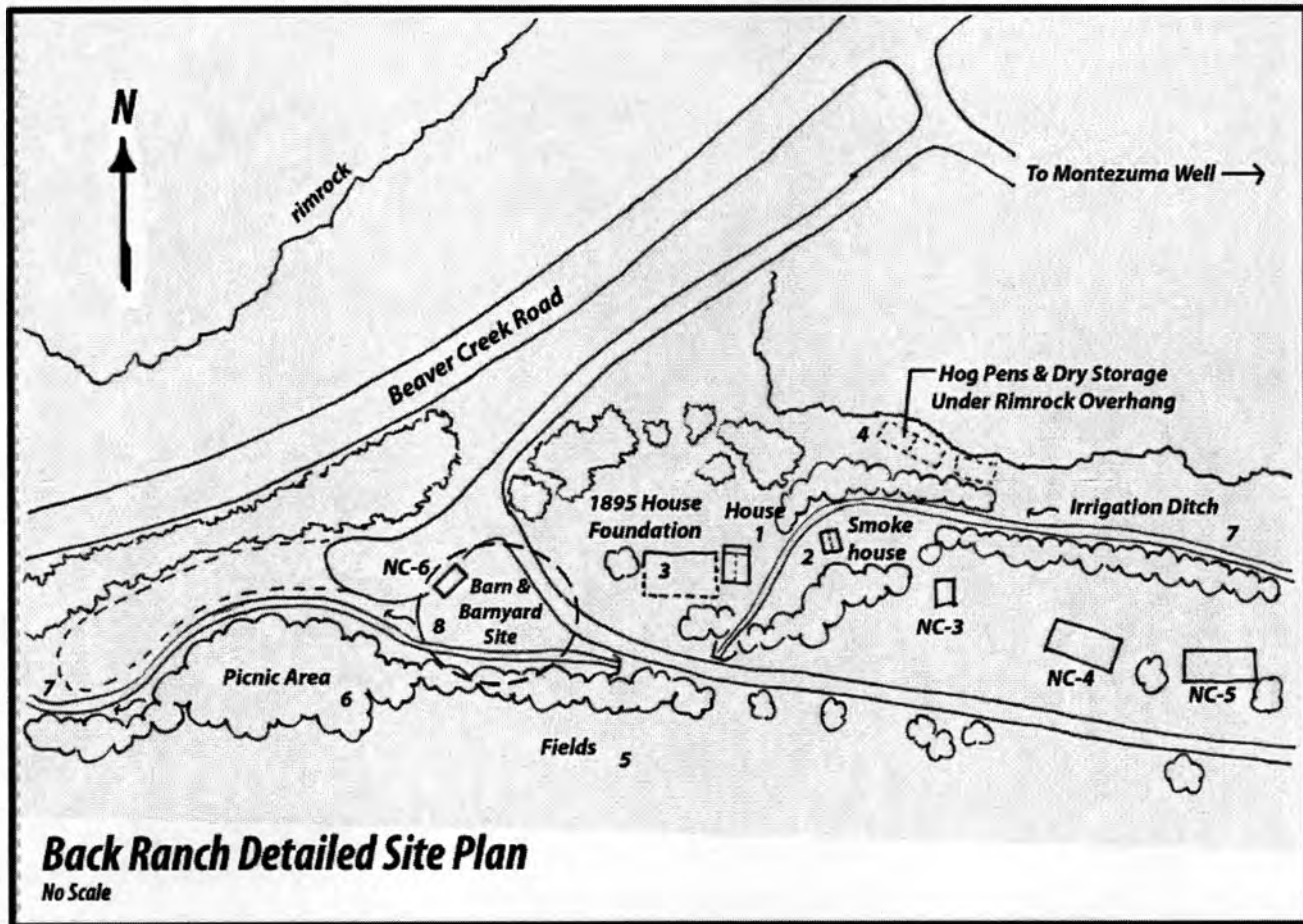 N
rimrock
To Montezuma Well
Beaver Creek Road
Hog Pens & Dry Storage
Under Rimrock Overhang
4
1895 House
Foundation
House
1
Irrigation Ditch
7
Smoke
house
2
3
NC-6
Barn &
Barnyard
Site
8
NC-3
NC-4
NC-5
7
Picnic Area
6
Fields
5
Back Ranch Detailed Site Plan
No Scale